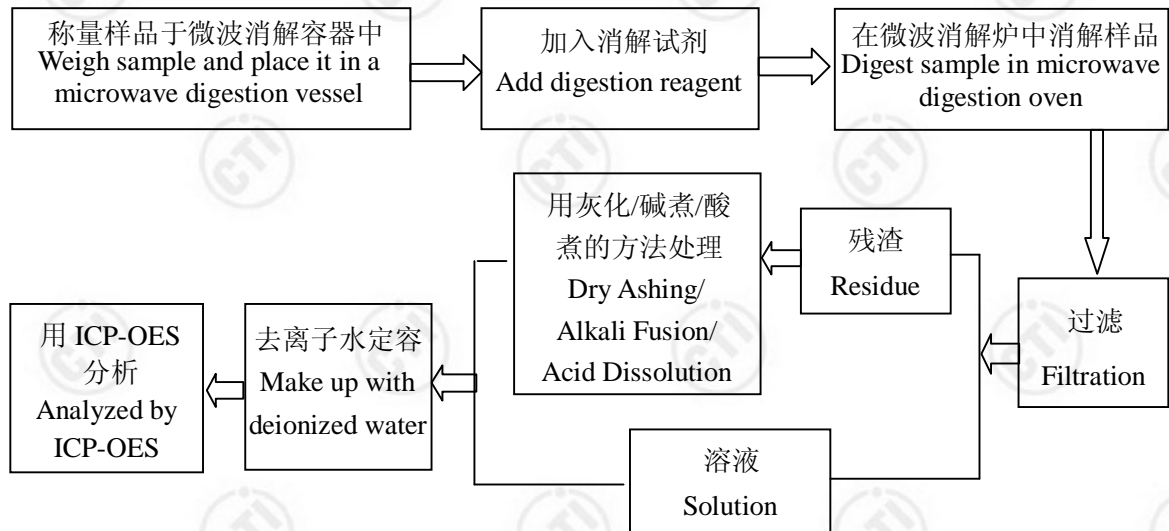 称量样品于微波消解容器中
Weigh sample and place it in a
microwave digestion vessel
加入消解试剂
Add digestion reagent
在微波消解炉中消解样品
Digest sample in microwave
digestion oven
过滤
Filtration
残渣
Residue
用灰化/碱煮/酸
煮的方法处理
Dry Ashing/
Alkali Fusion/
Acid Dissolution
溶液
Solution
去离子水定容
Make up with
deionized water
用 ICP-OES
分析
Analyzed by
ICP-OES
CTI